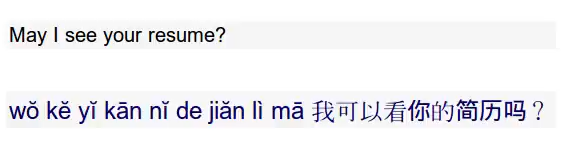 May I see your resume?
wǒ kě yǐ kān nǐ de jiǎn lì mā 我可以看你的简历吗？